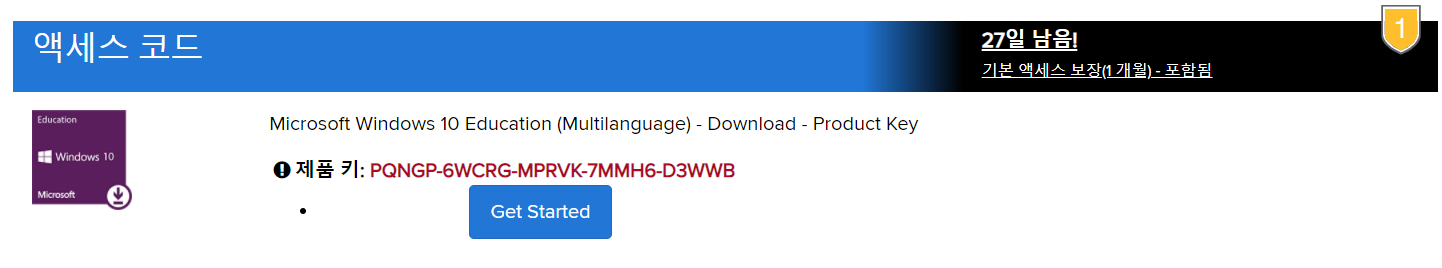 액세스 코드
27일 남음!
기본 액세스 보장(1 개월) - 포함됨
1
Education
Windows 10
Microsoft
Microsoft Windows 10 Education (Multilanguage) - Download - Product Key
제품 키: PQNGP-6WCRG-MPRVK-7MMH6-D3WWB
Get Started